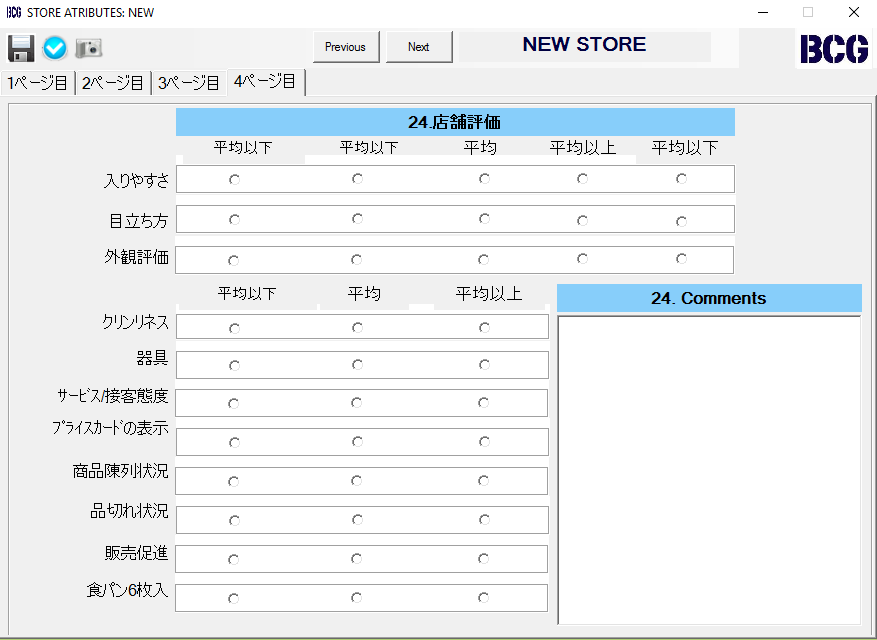 BCG STORE ATRIBUTES: NEW
Previous Next NEW STORE BCG
1ページ目 2ページ目 3ページ目 4ページ目
24.店舗評価
平均以下 平均以下 平均 平均以上 平均以下
入りやすさ
目立ち方
外観評価
平均以下 平均 平均以上
24. Comments
クリンリネス
器具
サービス/接客態度
プライスカードの表示
商品陳列状況
品切れ状況
販売促進
食パン6枚入